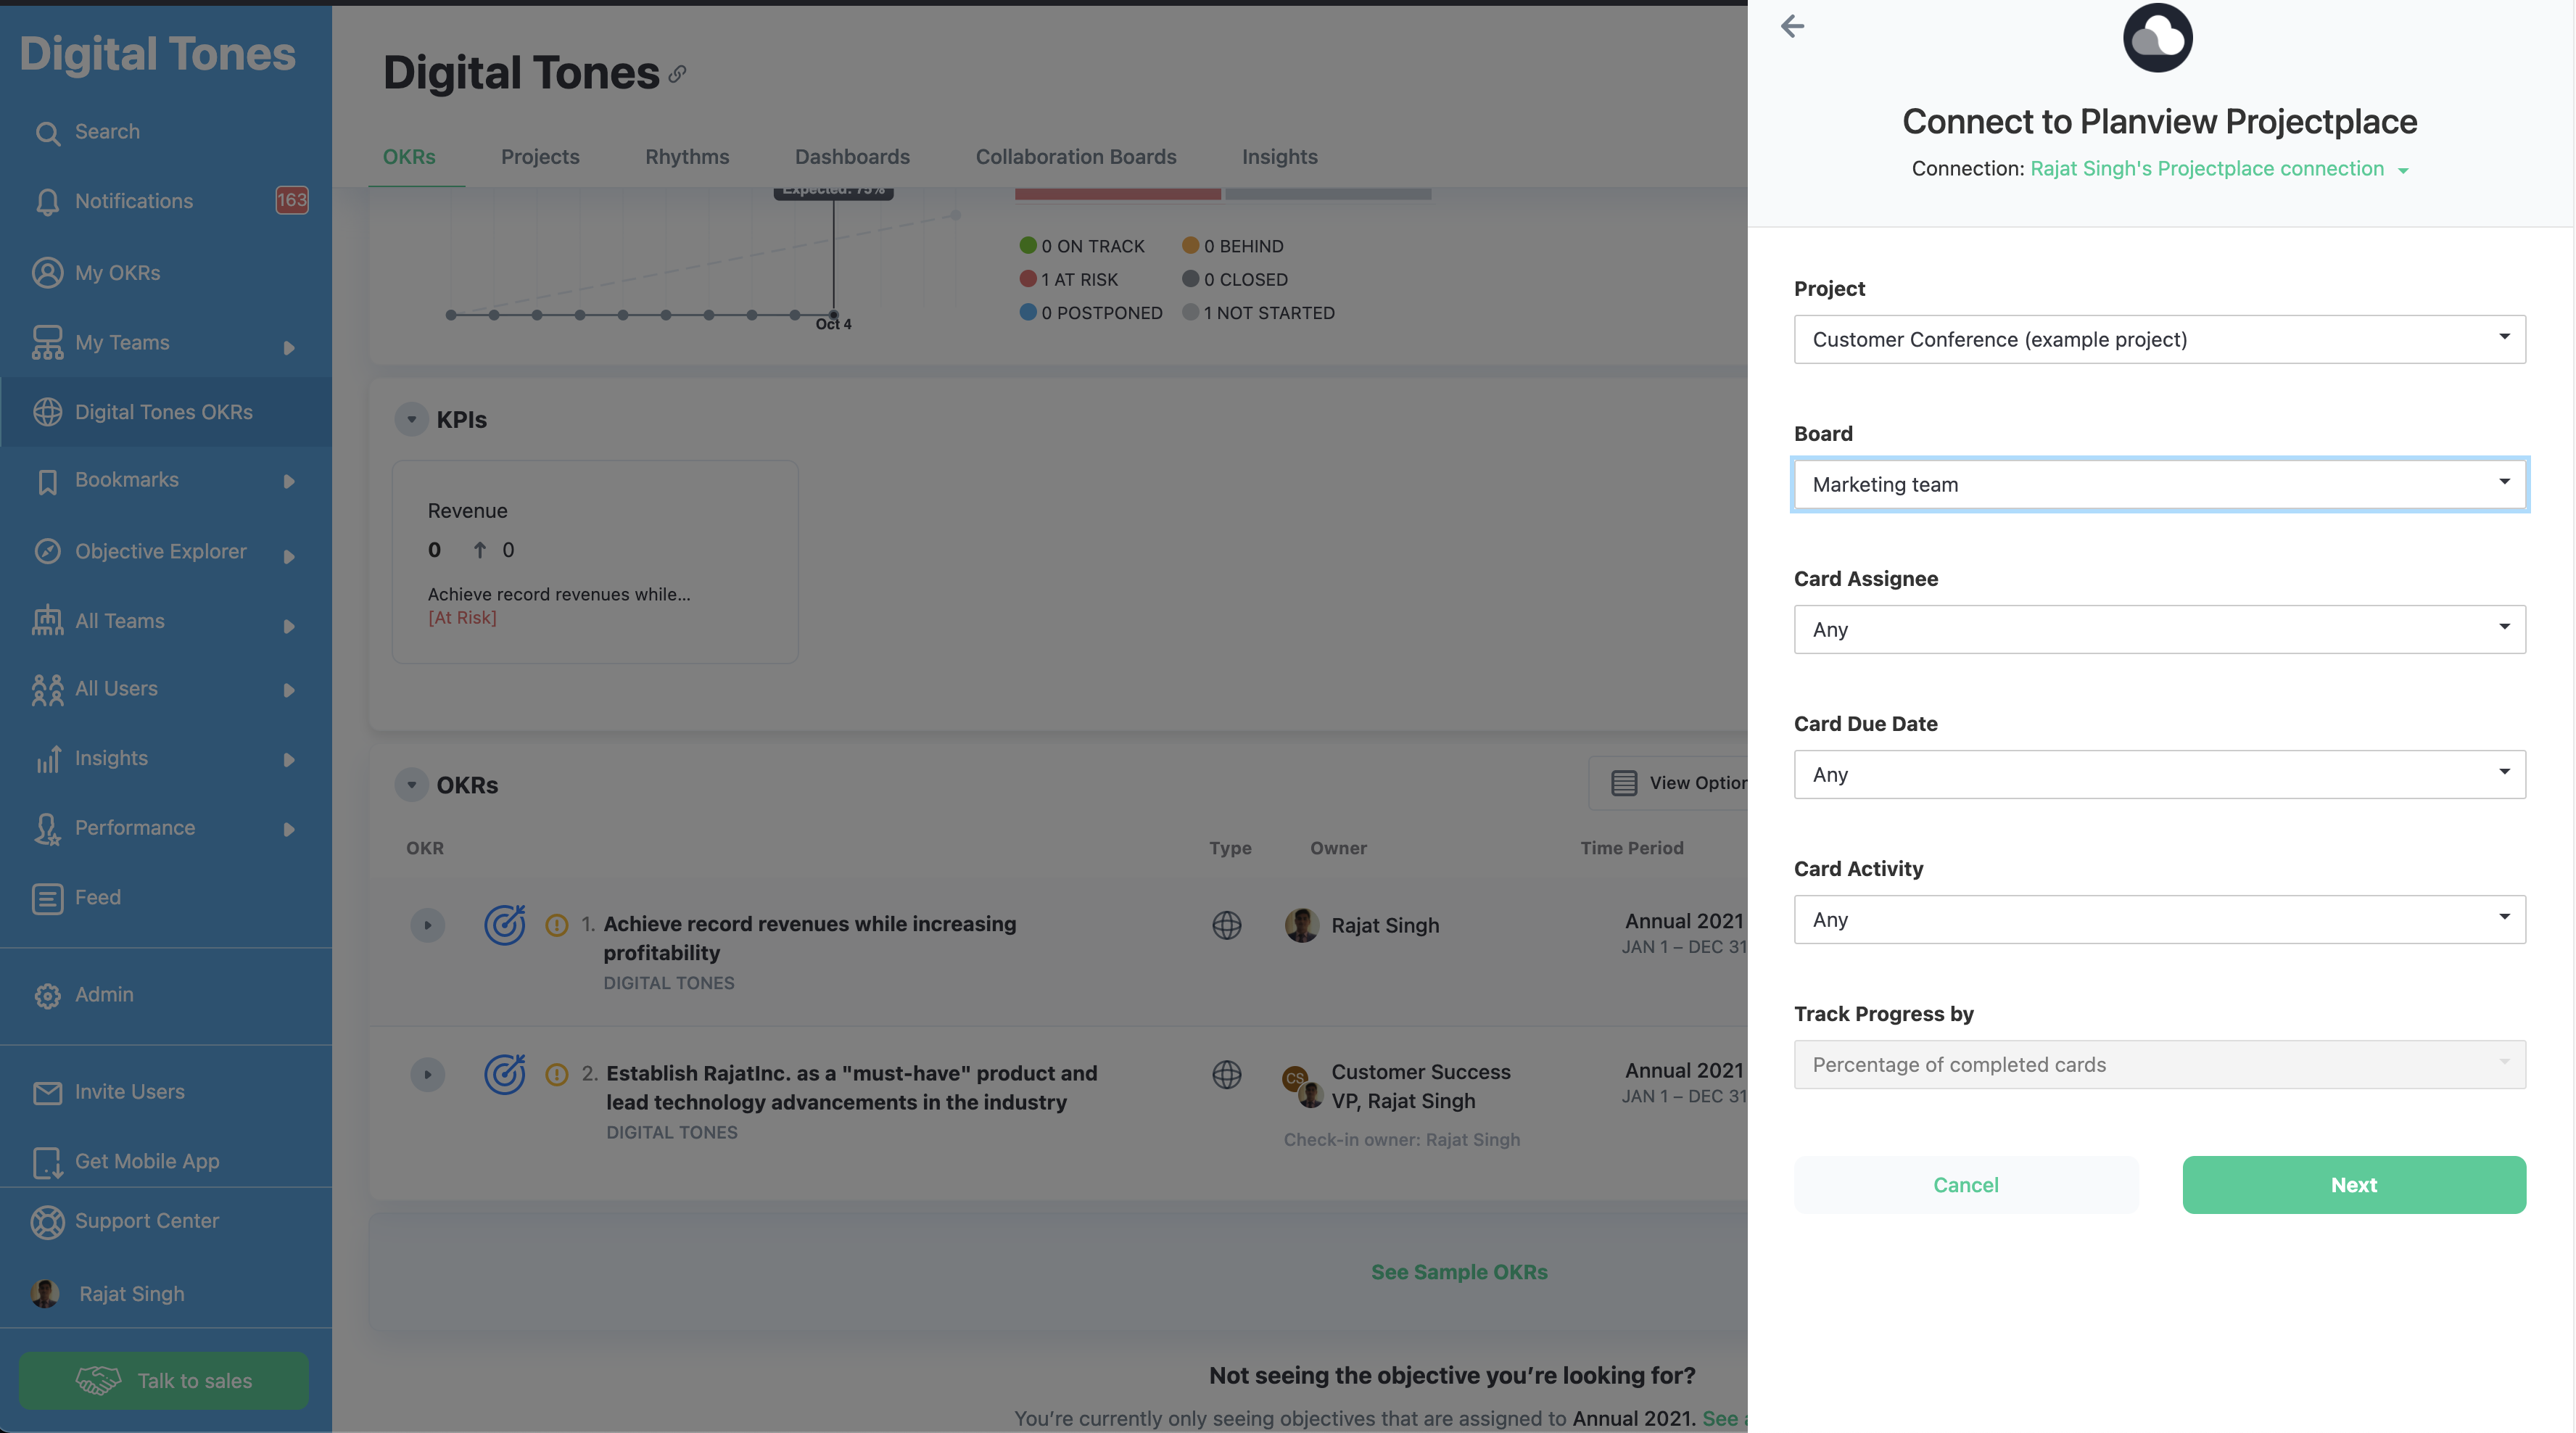 Digital Tones
Search
Notifications
163
My OKRs
My Teams
Digital Tones OKRs
Bookmarks
Objective Explorer
All Teams
All Users
Insights
Performance
Feed
Admin
Invite Users
Get Mobile App
Support Center
Rajat Singh
Talk to sales
Digital Tones
OKRs Projects Rhythms Dashboards Collaboration Boards Insights
Expected: 75%
Oct 4
0 ON TRACK 0 BEHIND
1 AT RISK 0 CLOSED
0 POSTPONED 1 NOT STARTED
KPIs
Revenue
0 0
Achieve record revenues while...
[At Risk]
OKRs
View Option
OKR Type Owner Time Period
1. Achieve record revenues while increasing
profitability
DIGITAL TONES
Rajat Singh
Annual 2021
JAN 1 – DEC 31
2. Establish RajatInc. as a "must-have" product and
lead technology advancements in the industry
DIGITAL TONES
CS
Customer Success
VP, Rajat Singh
Check-in owner: Rajat Singh
Annual 2021
JAN 1 – DEC 31
See Sample OKRs
Not seeing the objective you’re looking for?
You’re currently only seeing objectives that are assigned to Annual 2021. See
Connect to Planview Projectplace
Connection: Rajat Singh's Projectplace connection
Project
Customer Conference (example project)
Board
Marketing team
Card Assignee
Any
Card Due Date
Any
Card Activity
Any
Track Progress by
Percentage of completed cards
Cancel
Next